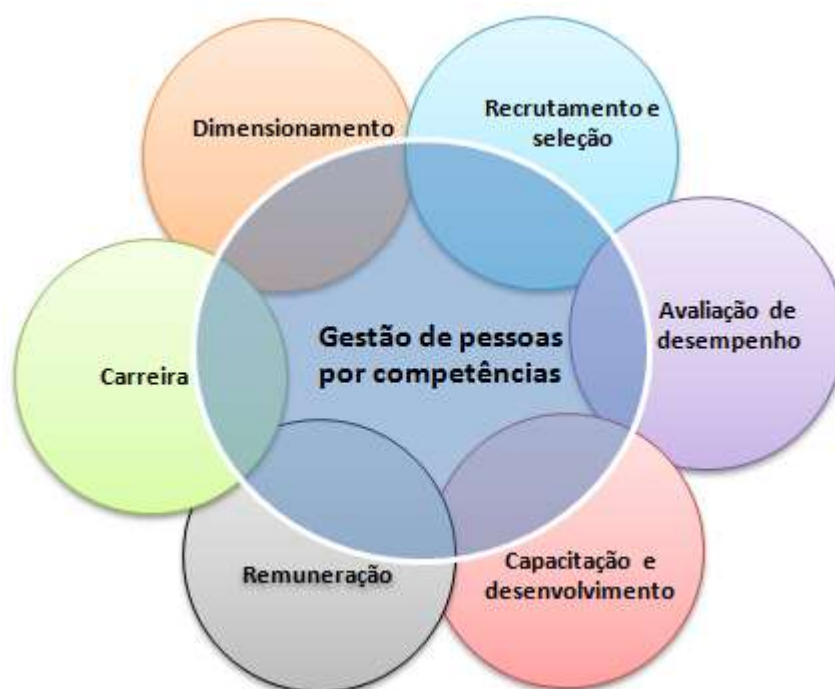 Dimensionamento
Recrutamento e
seleção
Avaliação de
desempenho
Gestão de pessoas
por competências
Carreira
Remuneração
Capacitação e
desenvolvimento